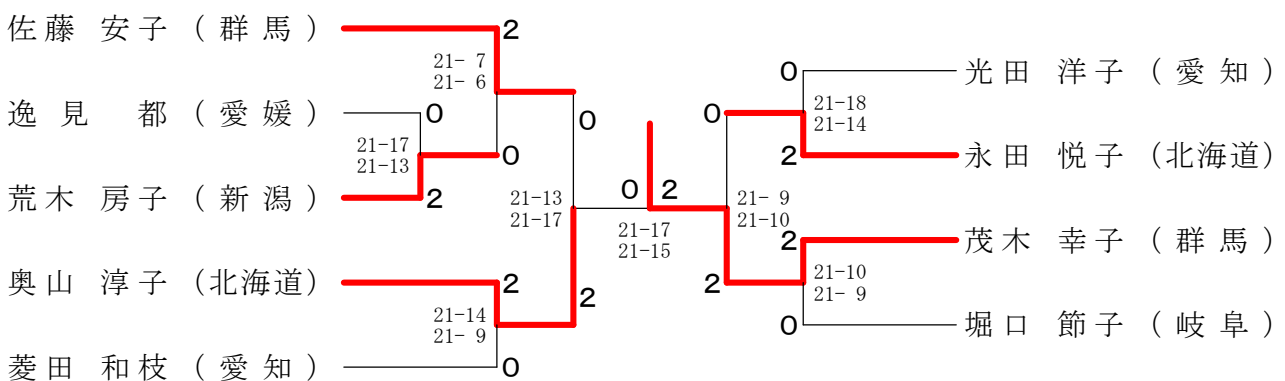 佐藤 安子 (群馬) 2
21- 7
21- 6
逸見 都 (愛媛) 0 0
21-17
21-13
0
荒木 房子 (新潟) 2
21-13
21-17
奥山 淳子 (北海道) 2 2
21-14
21- 9
菱田 和枝 (愛知) 0
0 2
21-17
21-15
0 光田 洋子 (愛知)
0
21-18
21-14
2 永田 悦子 (北海道)
21- 9
21-10
2 茂木 幸子 (群馬)
2
21-10
21- 9
0 堀口 節子 (岐阜)